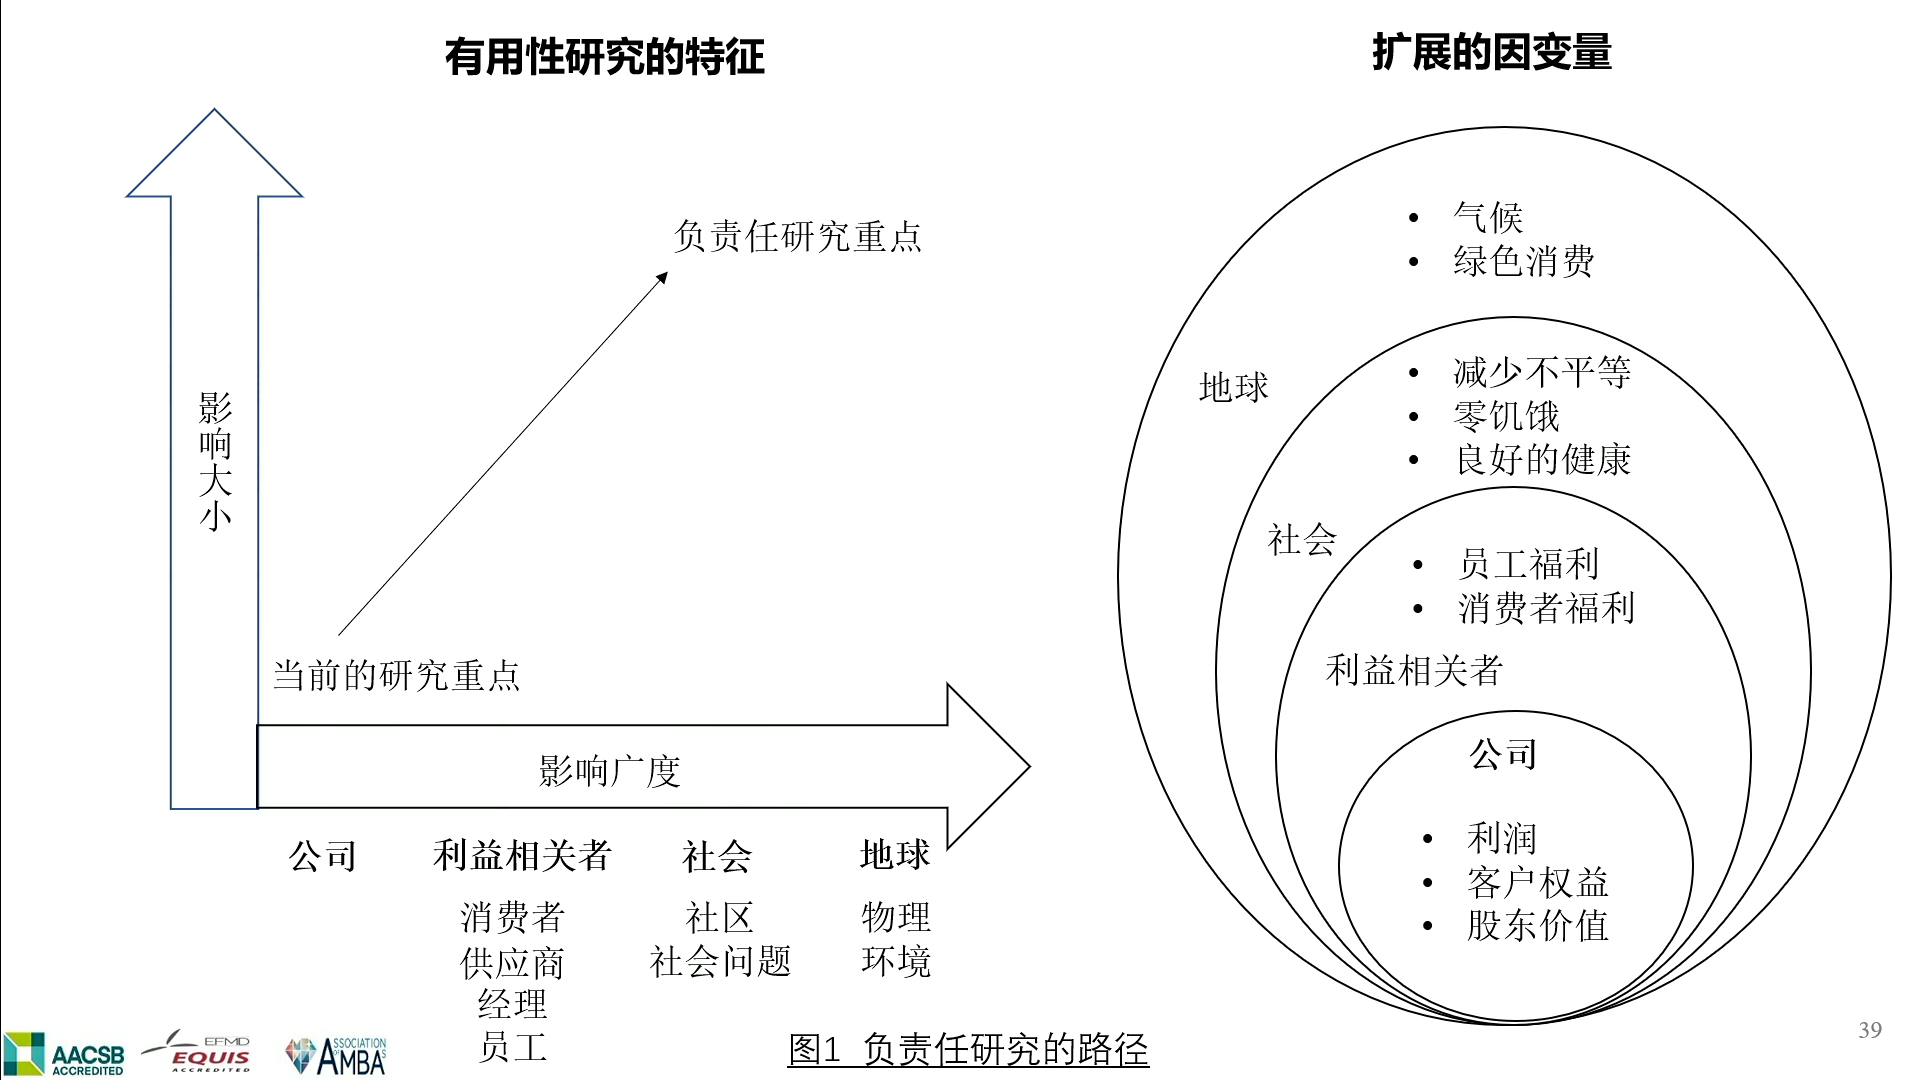 有用性研究的特征
扩展的因变量
影响大小
负责任研究重点
当前的研究重点
影响广度
公司
利益相关者
社会
地球
消费者
供应商
经理
员工
社区
社会问题
物理
环境
• 气候
• 绿色消费
地球
• 减少不平等
• 零饥饿
• 良好的健康
社会
• 员工福利
• 消费者福利
利益相关者
公司
• 利润
• 客户权益
• 股东价值
图1 负责任研究的路径
AACSB
ACCREDITED
EFMD
EQUIS
ACCREDITED
ASSOCIATION
AMBA
39